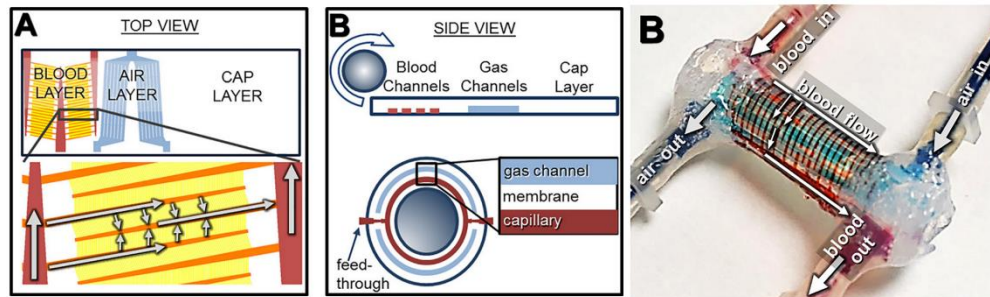 A
TOP VIEW
BLOOD
LAYER
AIR
LAYER
CAP
LAYER
B
SIDE VIEW
Blood
Channels
Gas
Channels
Cap
Layer
gas channel
membrane
capillary
feed-
through
B
blood in
air in
blood flow
air out
blood
out